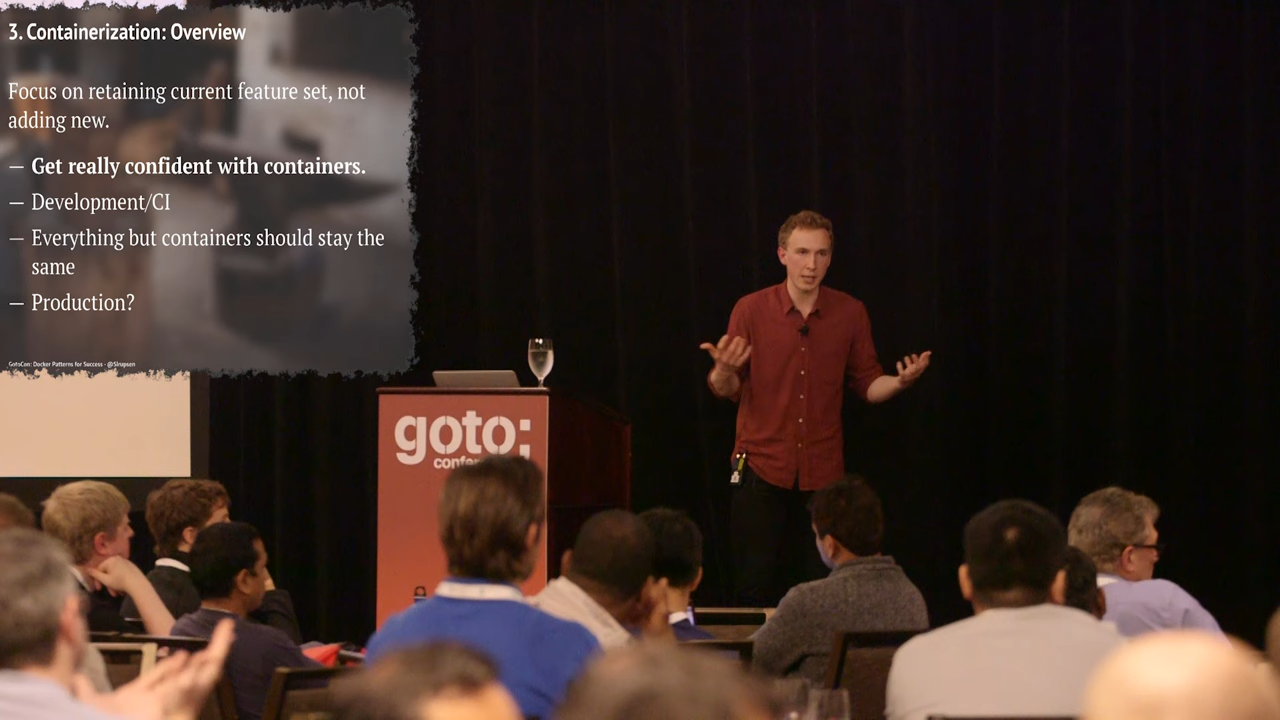 3. Containerization: Overview
Focus on retaining current feature set, not
adding new.
— Get really confident with containers.
— Development/CI
— Everything but containers should stay the
same
— Production?
GotoCon: Docker Patterns for Success - @Sirupsen
goto;